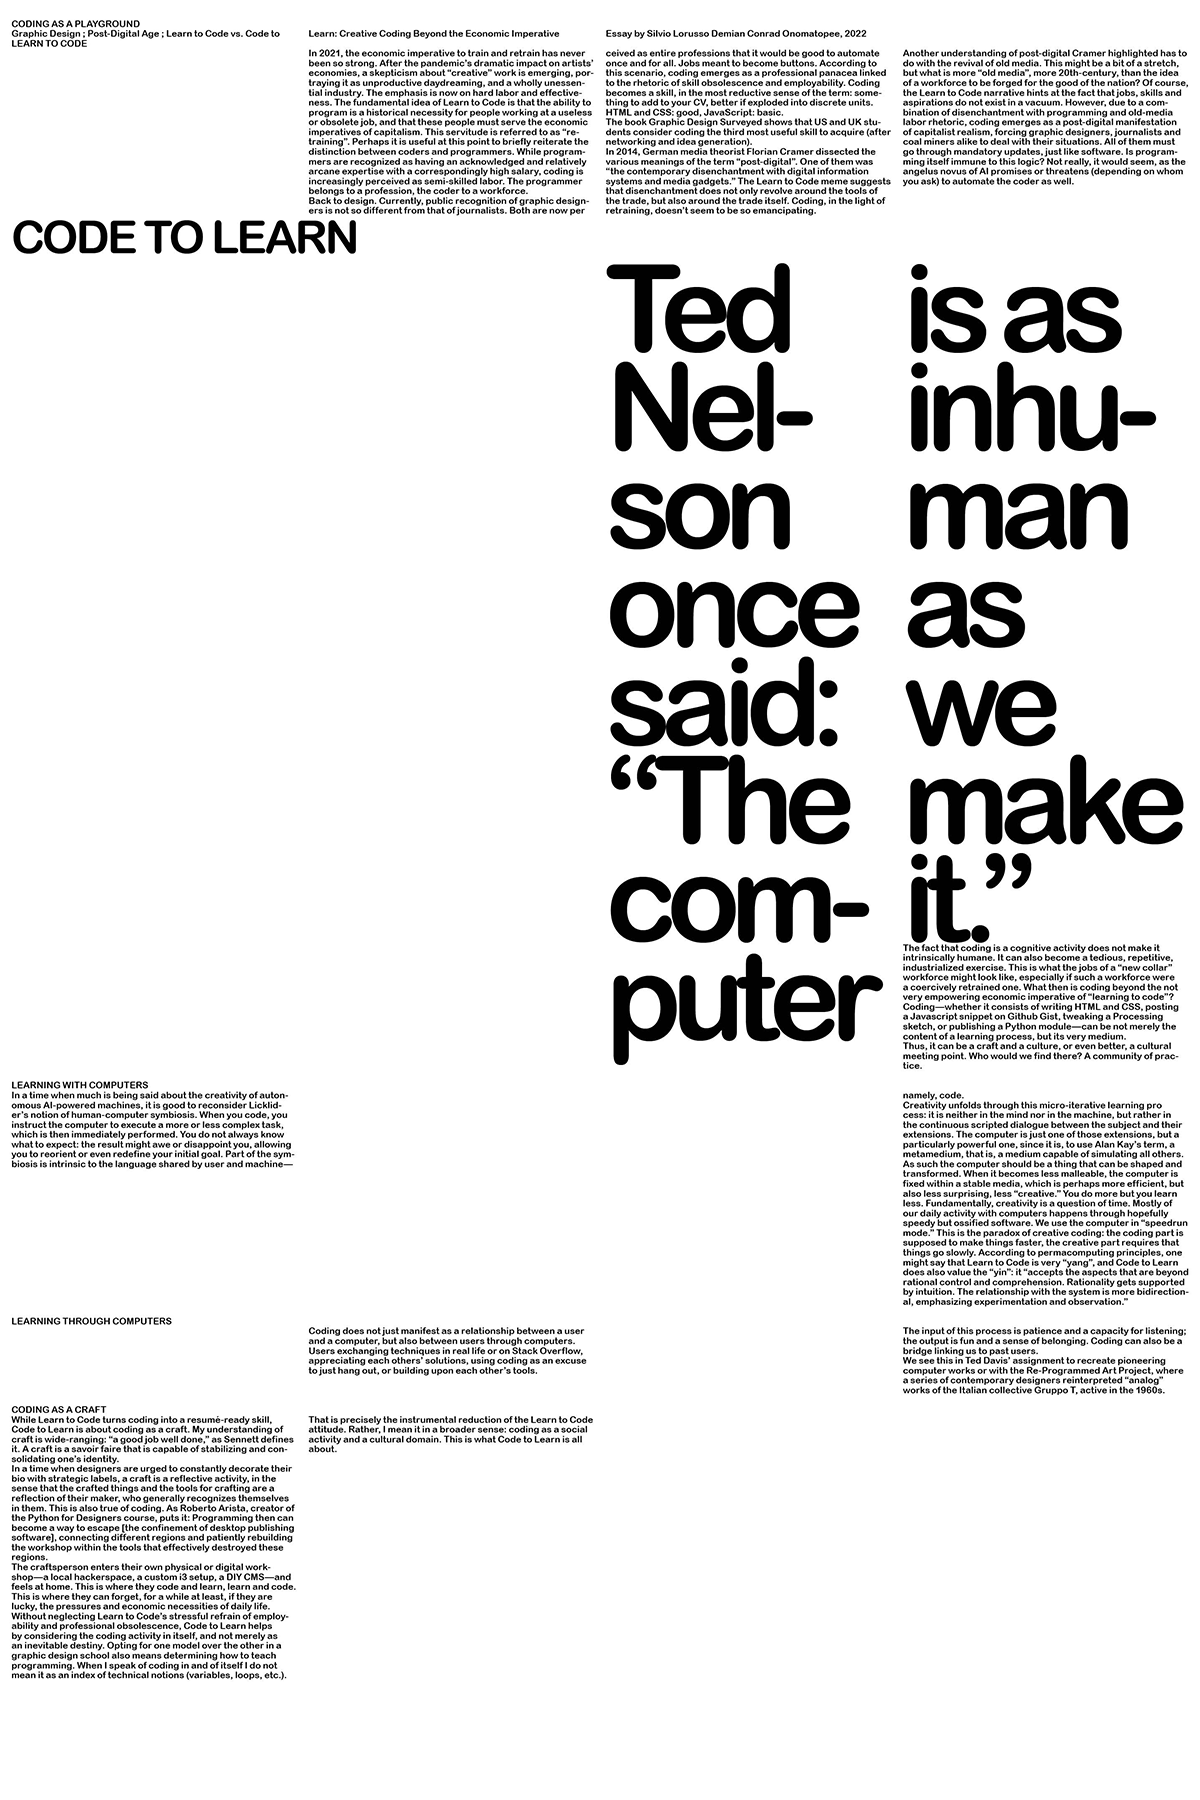 CODING AS A PLAYGROUND
Graphic Design ; Post-Digital Age ; Learn to Code vs. Code to
LEARN TO CODE
Learn: Creative Coding Beyond the Economic Imperative
Essay by Silvio Lorusso Demian Conrad Onomatopee, 2022
In 2021, the economic imperative to train and retrain has never
been so strong. After the pandemic's dramatic impact on artists'
economies, a skepticism about “creative” work is emerging, por-
traying it as unproductive daydreaming, and a wholly unessen-
tial industry. The emphasis is now on hard labor and effective-
ness. The fundamental idea of Learn to Code is that the ability to
program is a historical necessity for people working at a useless
or obsolete job, and that these people must serve the economic
imperatives of capitalism. This servitude is referred to as “re-
training”. Perhaps it is useful at this point to briefly reiterate the
distinction between coders and programmers. While program-
mers are recognized as having an acknowledged and relatively
arcane expertise with a correspondingly high salary, coding is
increasingly perceived as semi-skilled labor. The programmer
belongs to a profession, the coder to a workforce.
Back to design. Currently, public recognition of graphic design-
ers is not so different from that of journalists. Both are now per
ceived as entire professions that it would be good to automate
once and for all. Jobs meant to become buttons. According to
this scenario, coding emerges as a professional panacea linked
to the rhetoric of skill obsolescence and employability. Coding
becomes a skill, in the most reductive sense of the term: some-
thing to add to your CV, better if exploded into discrete units.
HTML and CSS: good, JavaScript: basic.
The book Graphic Design Surveyed shows that US and UK stu-
dents consider coding the third most useful skill to acquire (after
networking and idea generation).
In 2014, German media theorist Florian Cramer dissected the
various meanings of the term “post-digital”. One of them was
“the contemporary disenchantment with digital information
systems and media gadgets.” The Learn to Code meme suggests
that disenchantment does not only revolve around the tools of
the trade, but also around the trade itself. Coding, in the light of
retraining, doesn't seem to be so emancipating.
Another understanding of post-digital Cramer highlighted has to
do with the revival of old media. This might be a bit of a stretch,
but what is more “old media”, more 20th-century, than the idea
of a workforce to be forged for the good of the nation? Of course,
the Learn to Code narrative hints at the fact that jobs, skills and
aspirations do not exist in a vacuum. However, due to a com-
bination of disenchantment with programming and old-media
labor rhetoric, coding emerges as a post-digital manifestation
of capitalist realism, forcing graphic designers, journalists and
coal miners alike to deal with their situations. All of them must
go through mandatory updates, just like software. Is program-
ming itself immune to this logic? Not really, it would seem, as the
angelus novus of AI promises or threatens (depending on whom
you ask) to automate the coder as well.
CODE TO LEARN
Ted
Nel-
son
once
said:
“The
com-
puter
is as
inhu-
man
as
we
make
it.”
The fact that coding is a cognitive activity does not make it
intrinsically humane. It can also become a tedious, repetitive,
industrialized exercise. This is what the jobs of a “new collar”
workforce might look like, especially if such a workforce were
a coercively retrained one. What then is coding beyond the not
very empowering economic imperative of “learning to code”?
Coding—whether it consists of writing HTML and CSS, posting
a Javascript snippet on Github Gist, tweaking a Processing
sketch, or publishing a Python module—can be not merely the
content of a learning process, but its very medium.
Thus, it can be a craft and a culture, or even better, a cultural
meeting point. Who would we find there? A community of prac-
tice.
LEARNING WITH COMPUTERS
In a time when much is being said about the creativity of auton-
omous AI-powered machines, it is good to reconsider Licklid-
er's notion of human-computer symbiosis. When you code, you
instruct the computer to execute a more or less complex task,
which is then immediately performed. You do not always know
what to expect: the result might awe or disappoint you, allowing
you to reorient or even redefine your initial goal. Part of the sym-
biosis is intrinsic to the language shared by user and machine—
namely, code.
Creativity unfolds through this micro-iterative learning pro
cess: it is neither in the mind nor in the machine, but rather in
the continuous scripted dialogue between the subject and their
extensions. The computer is just one of those extensions, but a
particularly powerful one, since it is, to use Alan Kay's term, a
metamedium, that is, a medium capable of simulating all others.
As such the computer should be a thing that can be shaped and
transformed. When it becomes less malleable, the computer is
fixed within a stable media, which is perhaps more efficient, but
also less surprising, less “creative.” You do more but you learn
less. Fundamentally, creativity is a question of time. Mostly of
our daily activity with computers happens through hopefully
speedy but ossified software. We use the computer in “speedrun
mode.” This is the paradox of creative coding: the coding part is
supposed to make things faster, the creative part requires that
things go slowly. According to permacomputing principles, one
might say that Learn to Code is very “yang”, and Code to Learn
does also value the “yin”: it “accepts the aspects that are beyond
rational control and comprehension. Rationality gets supported
by intuition. The relationship with the system is more bidirection-
al, emphasizing experimentation and observation.”
LEARNING THROUGH COMPUTERS
Coding does not just manifest as a relationship between a user
and a computer, but also between users through computers.
Users exchanging techniques in real life or on Stack Overflow,
appreciating each others' solutions, using coding as an excuse
to just hang out, or building upon each other's tools.
The input of this process is patience and a capacity for listening;
the output is fun and a sense of belonging. Coding can also be a
bridge linking us to past users.
We see this in Ted Davis' assignment to recreate pioneering
computer works or with the Re-Programmed Art Project, where
a series of contemporary designers reinterpreted “analog”
works of the Italian collective Gruppo T, active in the 1960s.
CODING AS A CRAFT
While Learn to Code turns coding into a resumé-ready skill,
Code to Learn is about coding as a craft. My understanding of
craft is wide-ranging: “a good job well done,” as Sennett defines
it. A craft is a savoir faire that is capable of stabilizing and con-
solidating one's identity.
In a time when designers are urged to constantly decorate their
bio with strategic labels, a craft is a reflective activity, in the
sense that the crafted things and the tools for crafting are a
reflection of their maker, who generally recognizes themselves
in them. This is also true of coding. As Roberto Arista, creator of
the Python for Designers course, puts it: Programming then can
become a way to escape [the confinement of desktop publishing
software], connecting different regions and patiently rebuilding
the workshop within the tools that effectively destroyed these
regions.
The craftsperson enters their own physical or digital work-
shop—a local hackerspace, a custom i3 setup, a DIY CMS—and
feels at home. This is where they code and learn, learn and code.
This is where they can forget, for a while at least, if they are
lucky, the pressures and economic necessities of daily life.
Without neglecting Learn to Code's stressful refrain of employ-
ability and professional obsolescence, Code to Learn helps
by considering the coding activity in itself, and not merely as
an inevitable destiny. Opting for one model over the other in a
graphic design school also means determining how to teach
programming. When I speak of coding in and of itself I do not
mean it as an index of technical notions (variables, loops, etc.).
That is precisely the instrumental reduction of the Learn to Code
attitude. Rather, I mean it in a broader sense: coding as a social
activity and a cultural domain. This is what Code to Learn is all
about.